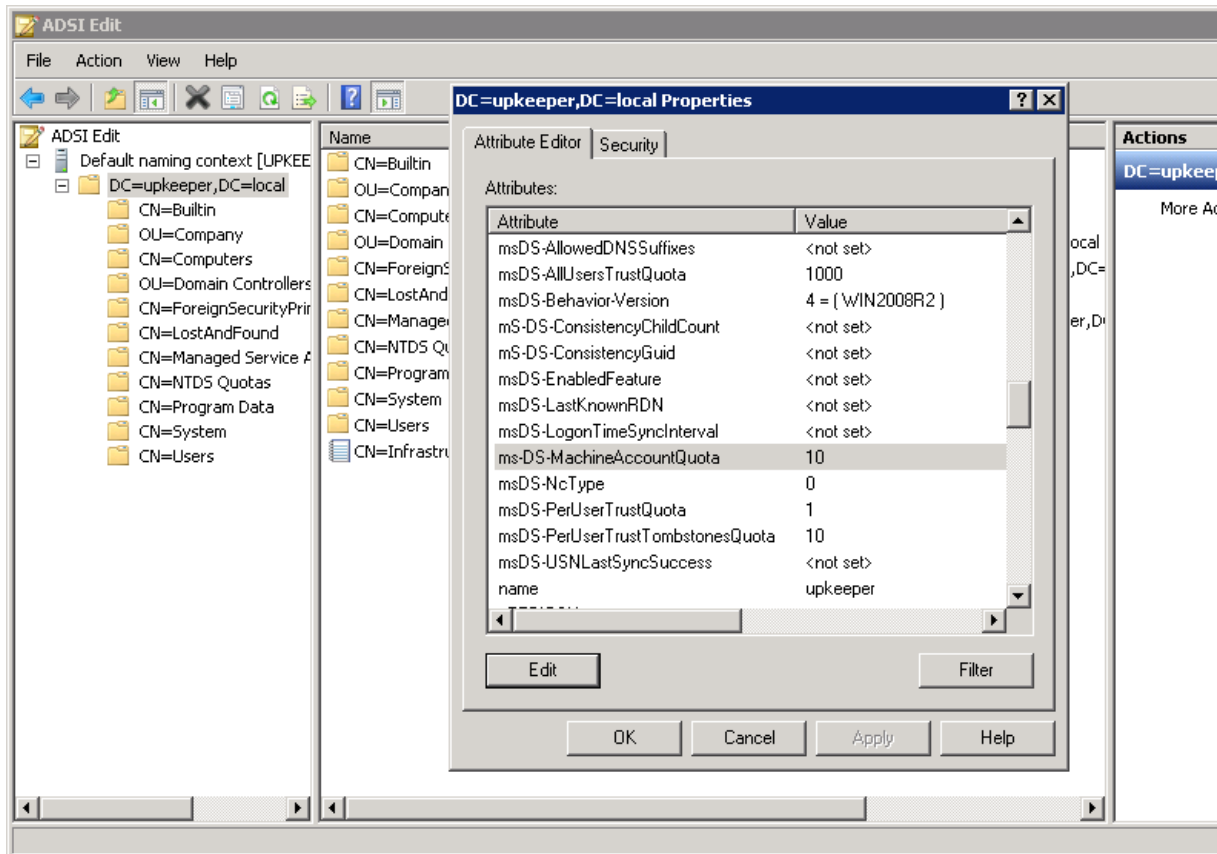 ADSI Edit
File Action View Help
DC=upkeeper,DC=local Properties
ADSI Edit
Default naming context [UPKEE
DC=upkeeper,DC=local
CN=Builtin
OU=Company
CN=Computers
OU=Domain Controllers
CN=ForeignSecurityPrin
CN=LostAndFound
CN=Managed Service A
CN=NTDS Quotas
CN=Program Data
CN=System
CN=Users
Name
CN=Builtin
OU=Compan
CN=Compute
OU=Domain
CN=ForeignS
CN=LostAnd
CN=Manage
CN=NTDS Qu
CN=Program
CN=System
CN=Users
CN=Infrastru
Attribute Editor Security
Attributes:
Attribute Value
msDS-AllowedDNSSuffixes <not set>
msDS-AllUsersTrustQuota 1000
msDS-Behavior-Version 4 = ( WIN2008R2 )
mS-DS-ConsistencyChildCount <not set>
mS-DS-ConsistencyGuid <not set>
msDS-EnabledFeature <not set>
msDS-LastKnownRDN <not set>
msDS-LogonTimeSyncInterval <not set>
ms-DS-MachineAccountQuota 10
msDS-NcType 0
msDS-PerUserTrustQuota 1
msDS-PerUserTrustTombstonesQuota 10
msDS-USNLastSyncSuccess <not set>
name upkeeper
Edit Filter
OK Cancel Apply Help
ocal
,DC=
er,D
Actions
DC=upkee
More Ac